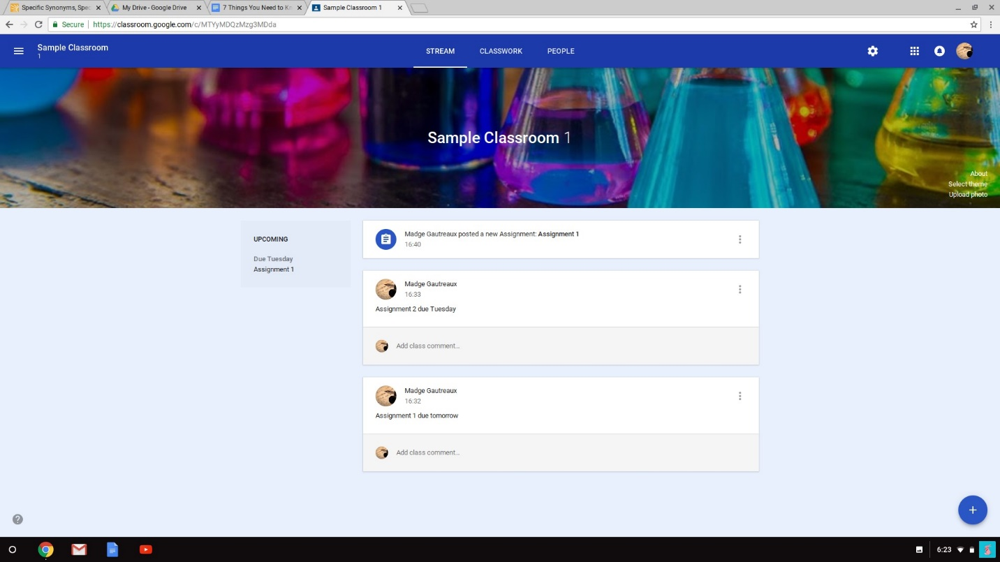 Specific Synonyms, Spec
My Drive - Google Drive
7 Things You Need to Kn
Sample Classroom 1
Secure
https://classroom.google.com/c/MTYyMDQzMzg3MDda
Sample Classroom
1
STREAM
CLASSWORK
PEOPLE
Sample Classroom 1
About
Select theme
Upload photo
UPCOMING
Due Tuesday
Assignment 1
Madge Gautreaux posted a new Assignment: Assignment 1
16:40
Madge Gautreaux
16:33
Assignment 2 due Tuesday
Add class comment...
Madge Gautreaux
16:32
Assignment 1 due tomorrow
Add class comment...
6:23